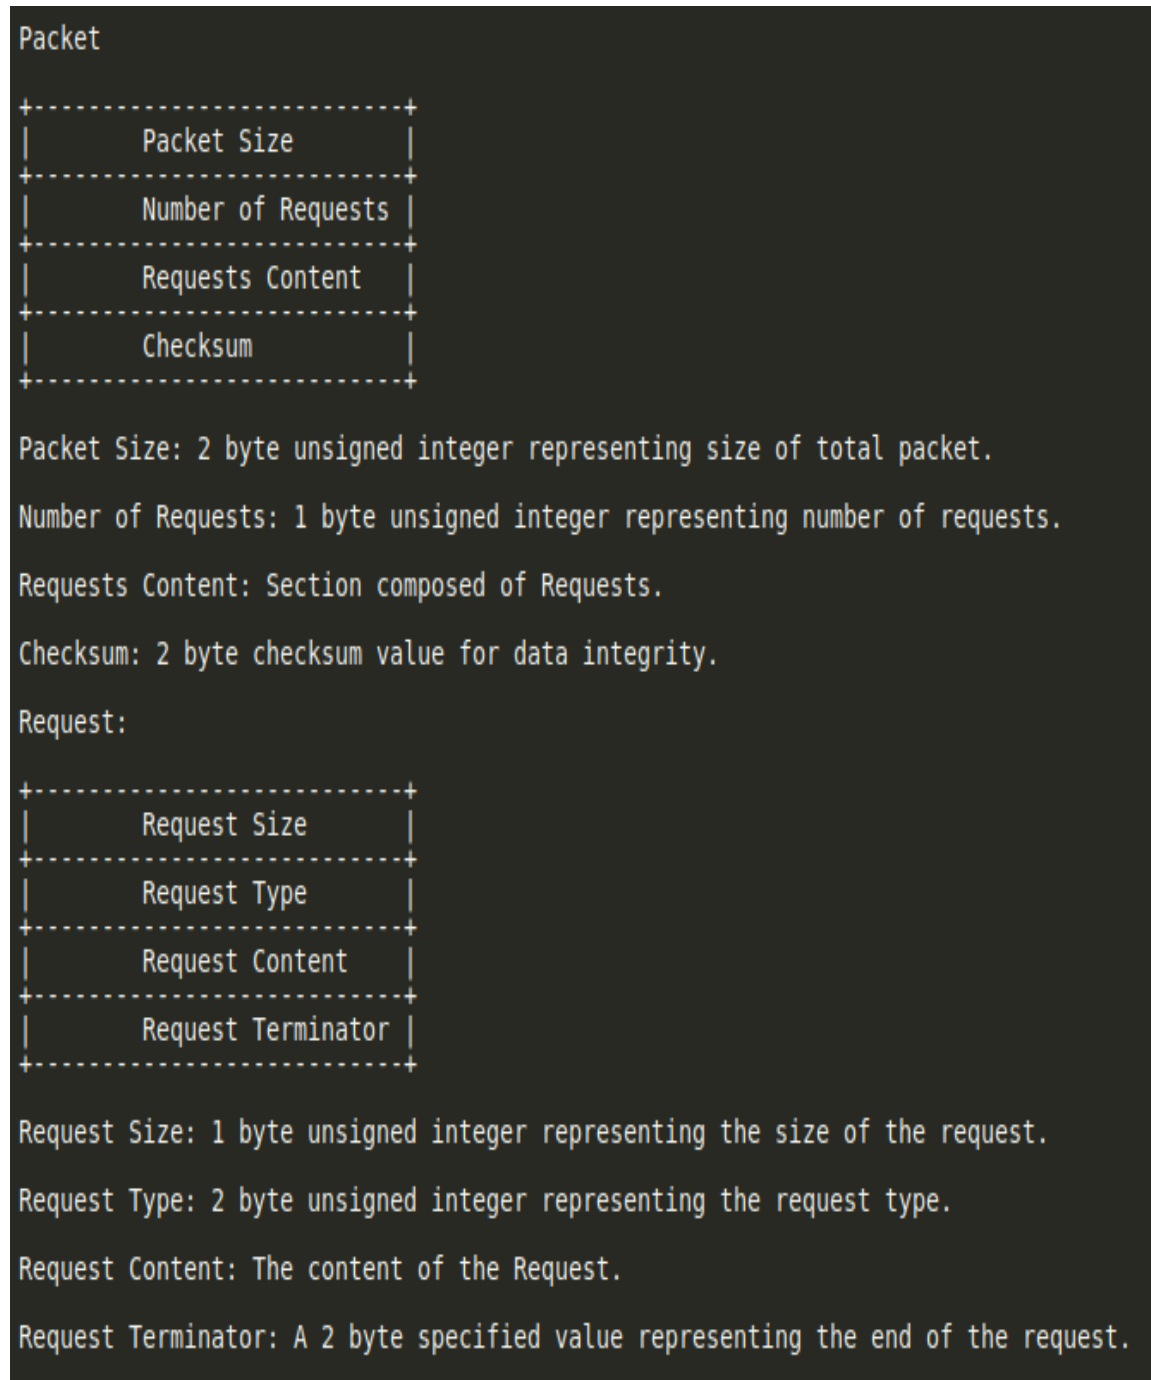 Packet
+---------------------------+
|        Packet Size        |
+---------------------------+
|        Number of Requests |
+---------------------------+
|        Requests Content   |
+---------------------------+
|        Checksum           |
+---------------------------+
Packet Size: 2 byte unsigned integer representing size of total packet.
Number of Requests: 1 byte unsigned integer representing number of requests.
Requests Content: Section composed of Requests.
Checksum: 2 byte checksum value for data integrity.
Request:
+---------------------------+
|        Request Size       |
+---------------------------+
|        Request Type       |
+---------------------------+
|        Request Content    |
+---------------------------+
|        Request Terminator |
+---------------------------+
Request Size: 1 byte unsigned integer representing the size of the request.
Request Type: 2 byte unsigned integer representing the request type.
Request Content: The content of the Request.
Request Terminator: A 2 byte specified value representing the end of the request.